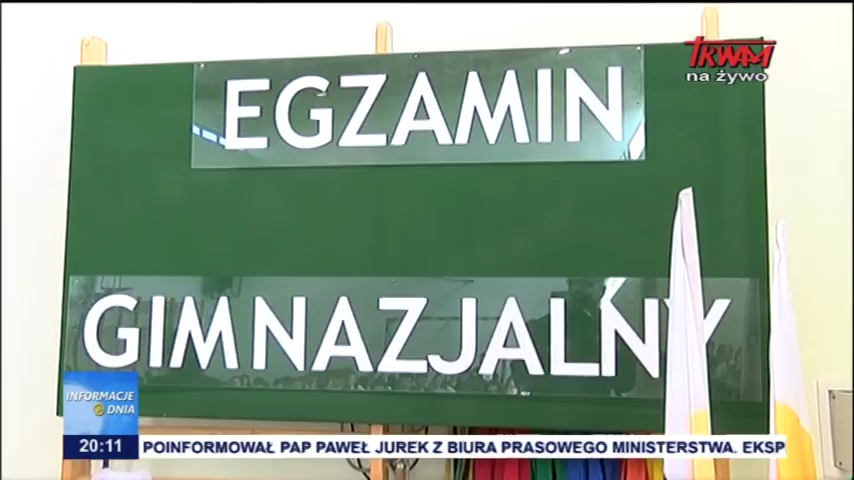 TRWAM
na żywo
EGZAMIN
GIMNAZJALNY
INFORMACJE
DNIA
20:11 POINFORMOWAŁ PAP PAWEŁ JUREK Z BIURA PRASOWEGO MINISTERSTWA. EKSP